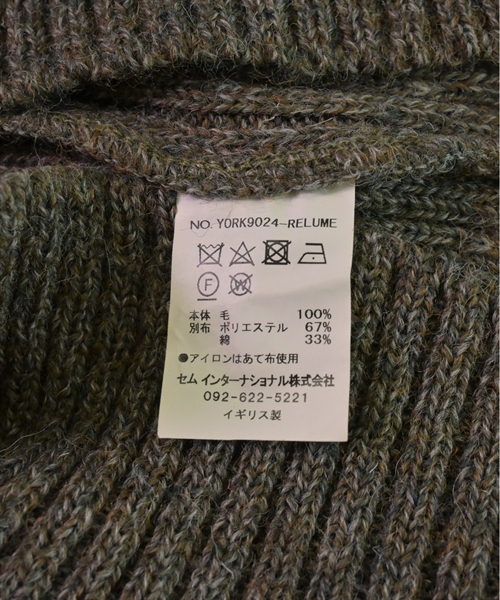 NO. YORK9024-RELUME
F W
本体 毛 100%
別布 ポリエステル 67%
綿 33%
●アイロンはあて布使用
セム インターナショナル株式会社
092-622-5221
イギリス製